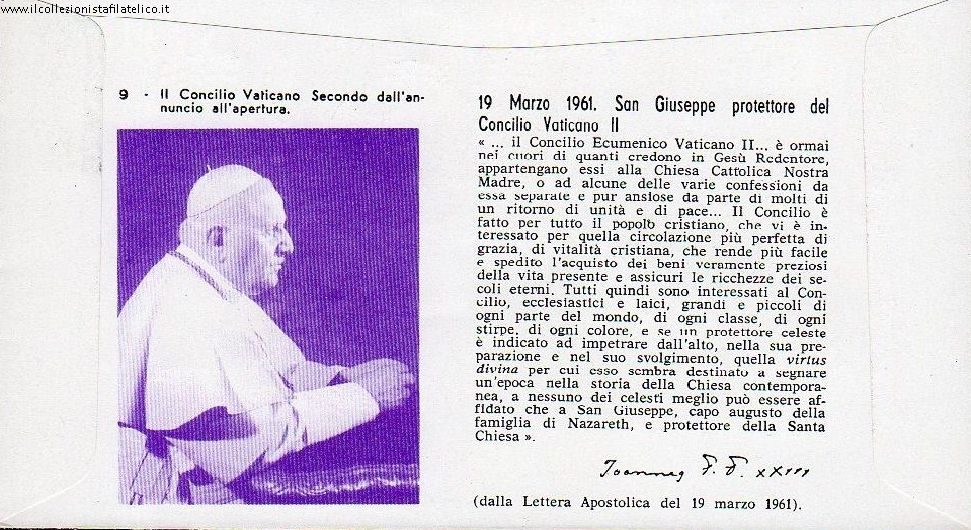 www.ilcollezionistafilatelico.it
9 - Il Concilio Vaticano Secondo dall'an-
nuncio all'apertura.
19 Marzo 1961. San Giuseppe protettore del
Concilio Vaticano II
« ... il Concilio Ecumenico Vaticano II... è ormai
nei cuori di quanti credono in Gesù Redentore,
appartengano essi alla Chiesa Cattolica Nostra
Madre, o ad alcune delle varie confessioni da
essa separate e pur ansiose da parte di molti di
un ritorno di unità e di pace... Il Concilio è
fatto per tutto il popolo cristiano, che vi è in-
teressato per quella circolazione più perfetta di
grazia, di vitalità cristiana, che rende più facile
e spedito l'acquisto dei beni veramente preziosi
della vita presente e assicuri le ricchezze dei se-
coli eterni. Tutti quindi sono interessati al Con-
cilio, ecclesiastici e laici, grandi e piccoli di
ogni parte del mondo, di ogni classe, di ogni
stirpe, di ogni colore, e se un protettore celeste
è indicato ad impetrare dall'alto, nella sua pre-
parazione e nel suo svolgimento, quella virtus
divina per cui esso sembra destinato a segnare
un'epoca nella storia della Chiesa contempora-
nea, a nessuno dei celesti meglio può essere af-
fidato che a San Giuseppe, capo augusto della
famiglia di Nazareth, e protettore della Santa
Chiesa ».
Joannes P. P. XXIII
(dalla Lettera Apostolica del 19 marzo 1961).